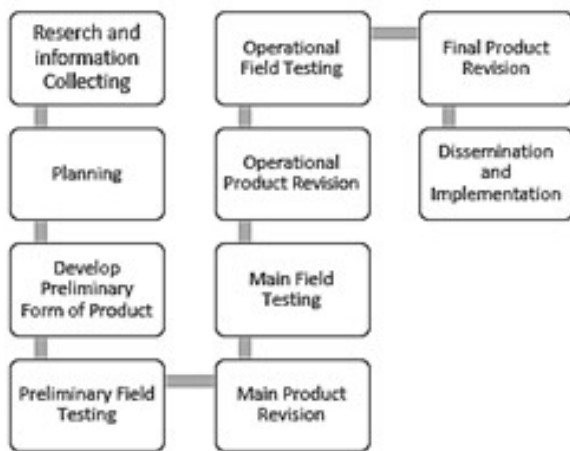 Reserch and
information
Collecting
Planning
Develop
Preliminary
Form of Product
Preliminary Field
Testing
Main Product
Revision
Main Field
Testing
Operational
Product Revision
Operational
Field Testing
Final Product
Revision
Dissemination
and
Implementation